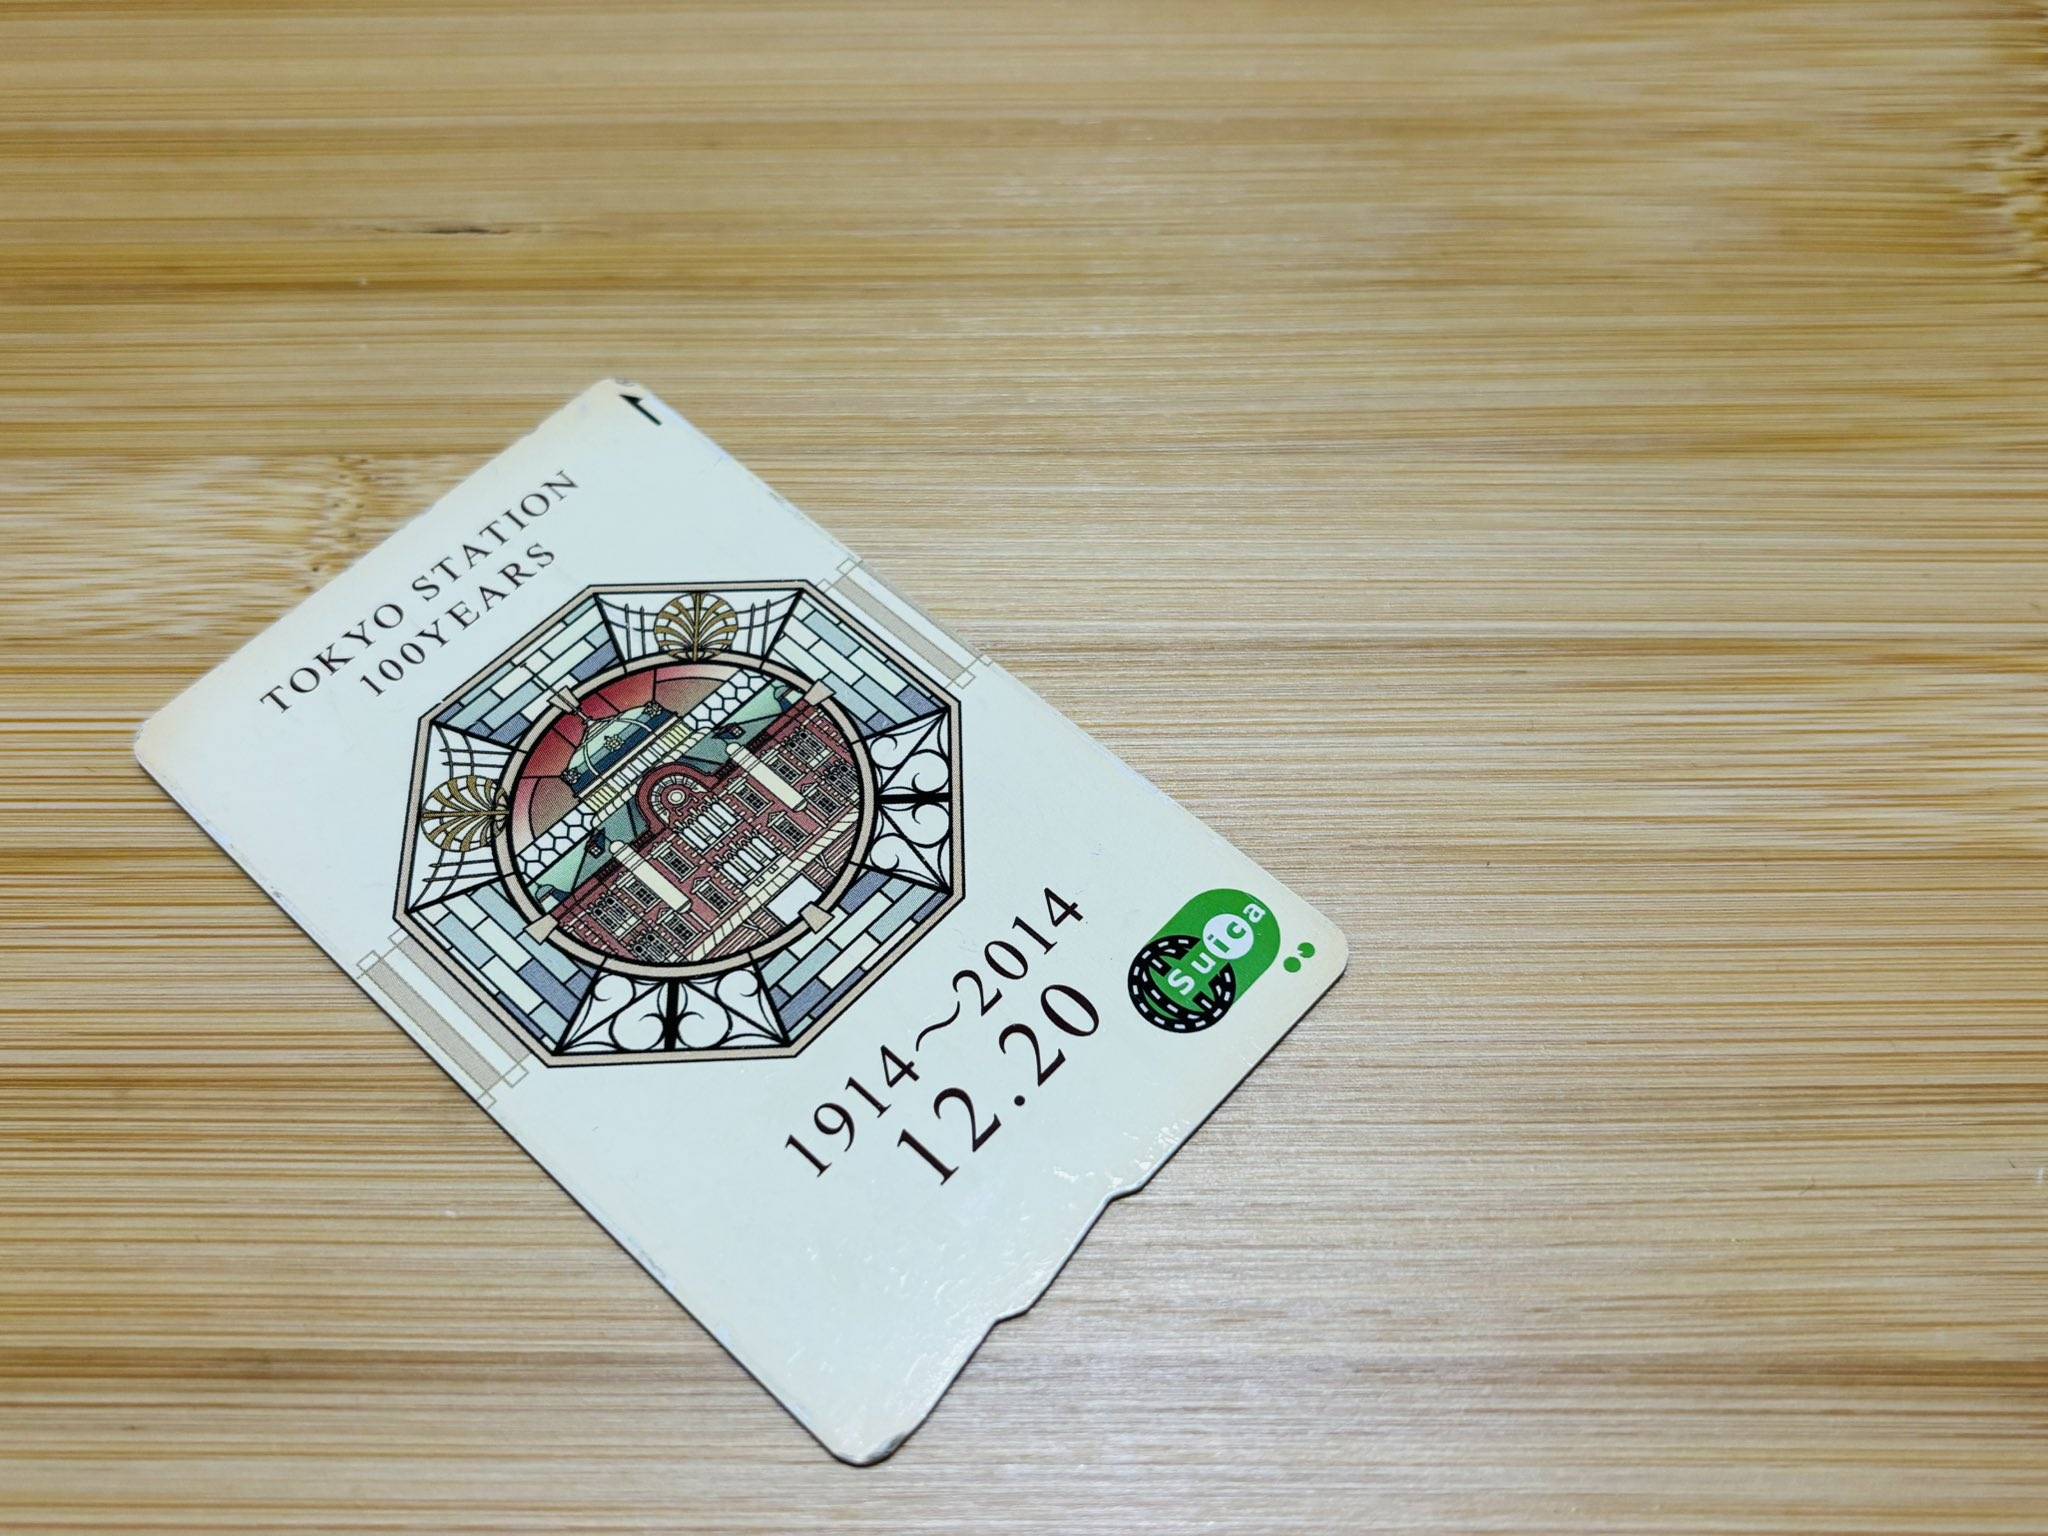 TOKYO STATION
100YEARS
1914～2014
12.20
Suica